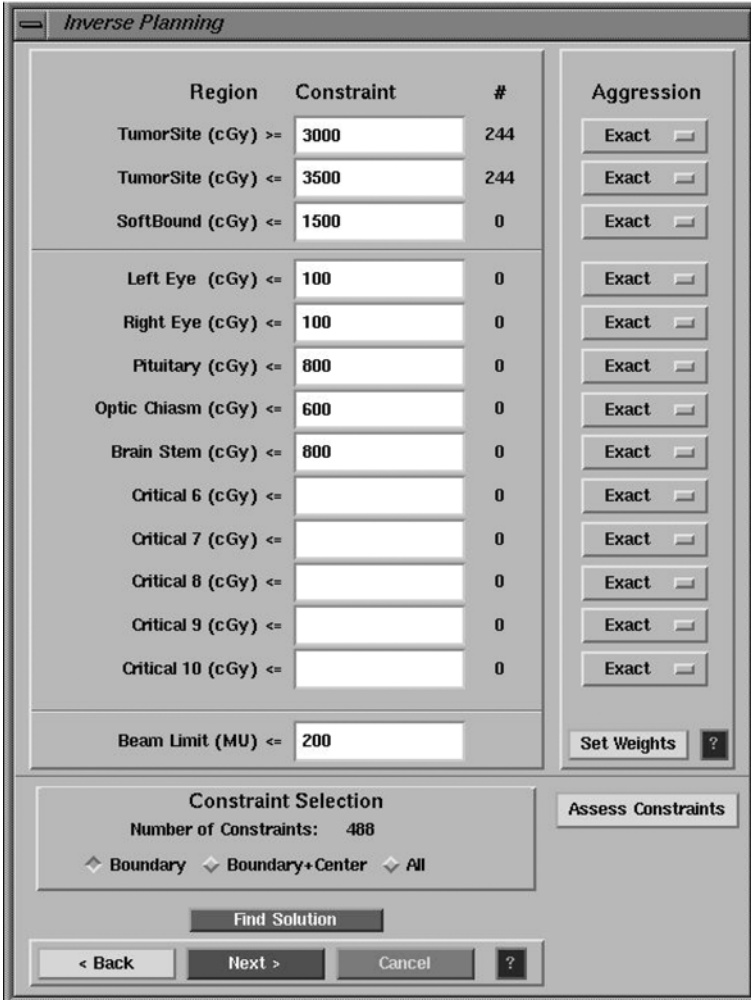 Inverse Planning
Region Constraint # Aggression
TumorSite (cGy) >= 3000 244 Exact
TumorSite (cGy) <= 3500 244 Exact
SoftBound (cGy) <= 1500 0 Exact
Left Eye (cGy) <= 100 0 Exact
Right Eye (cGy) <= 100 0 Exact
Pituitary (cGy) <= 800 0 Exact
Optic Chiasm (cGy) <= 600 0 Exact
Brain Stem (cGy) <= 800 0 Exact
Critical 6 (cGy) <= 0 Exact
Critical 7 (cGy) <= 0 Exact
Critical 8 (cGy) <= 0 Exact
Critical 9 (cGy) <= 0 Exact
Critical 10 (cGy) <= 0 Exact
Beam Limit (MU) <= 200 Set Weights ?
Constraint Selection
Assess Constraints
Number of Constraints: 488
Boundary Boundary+Center All
Find Solution
< Back Next > Cancel ?